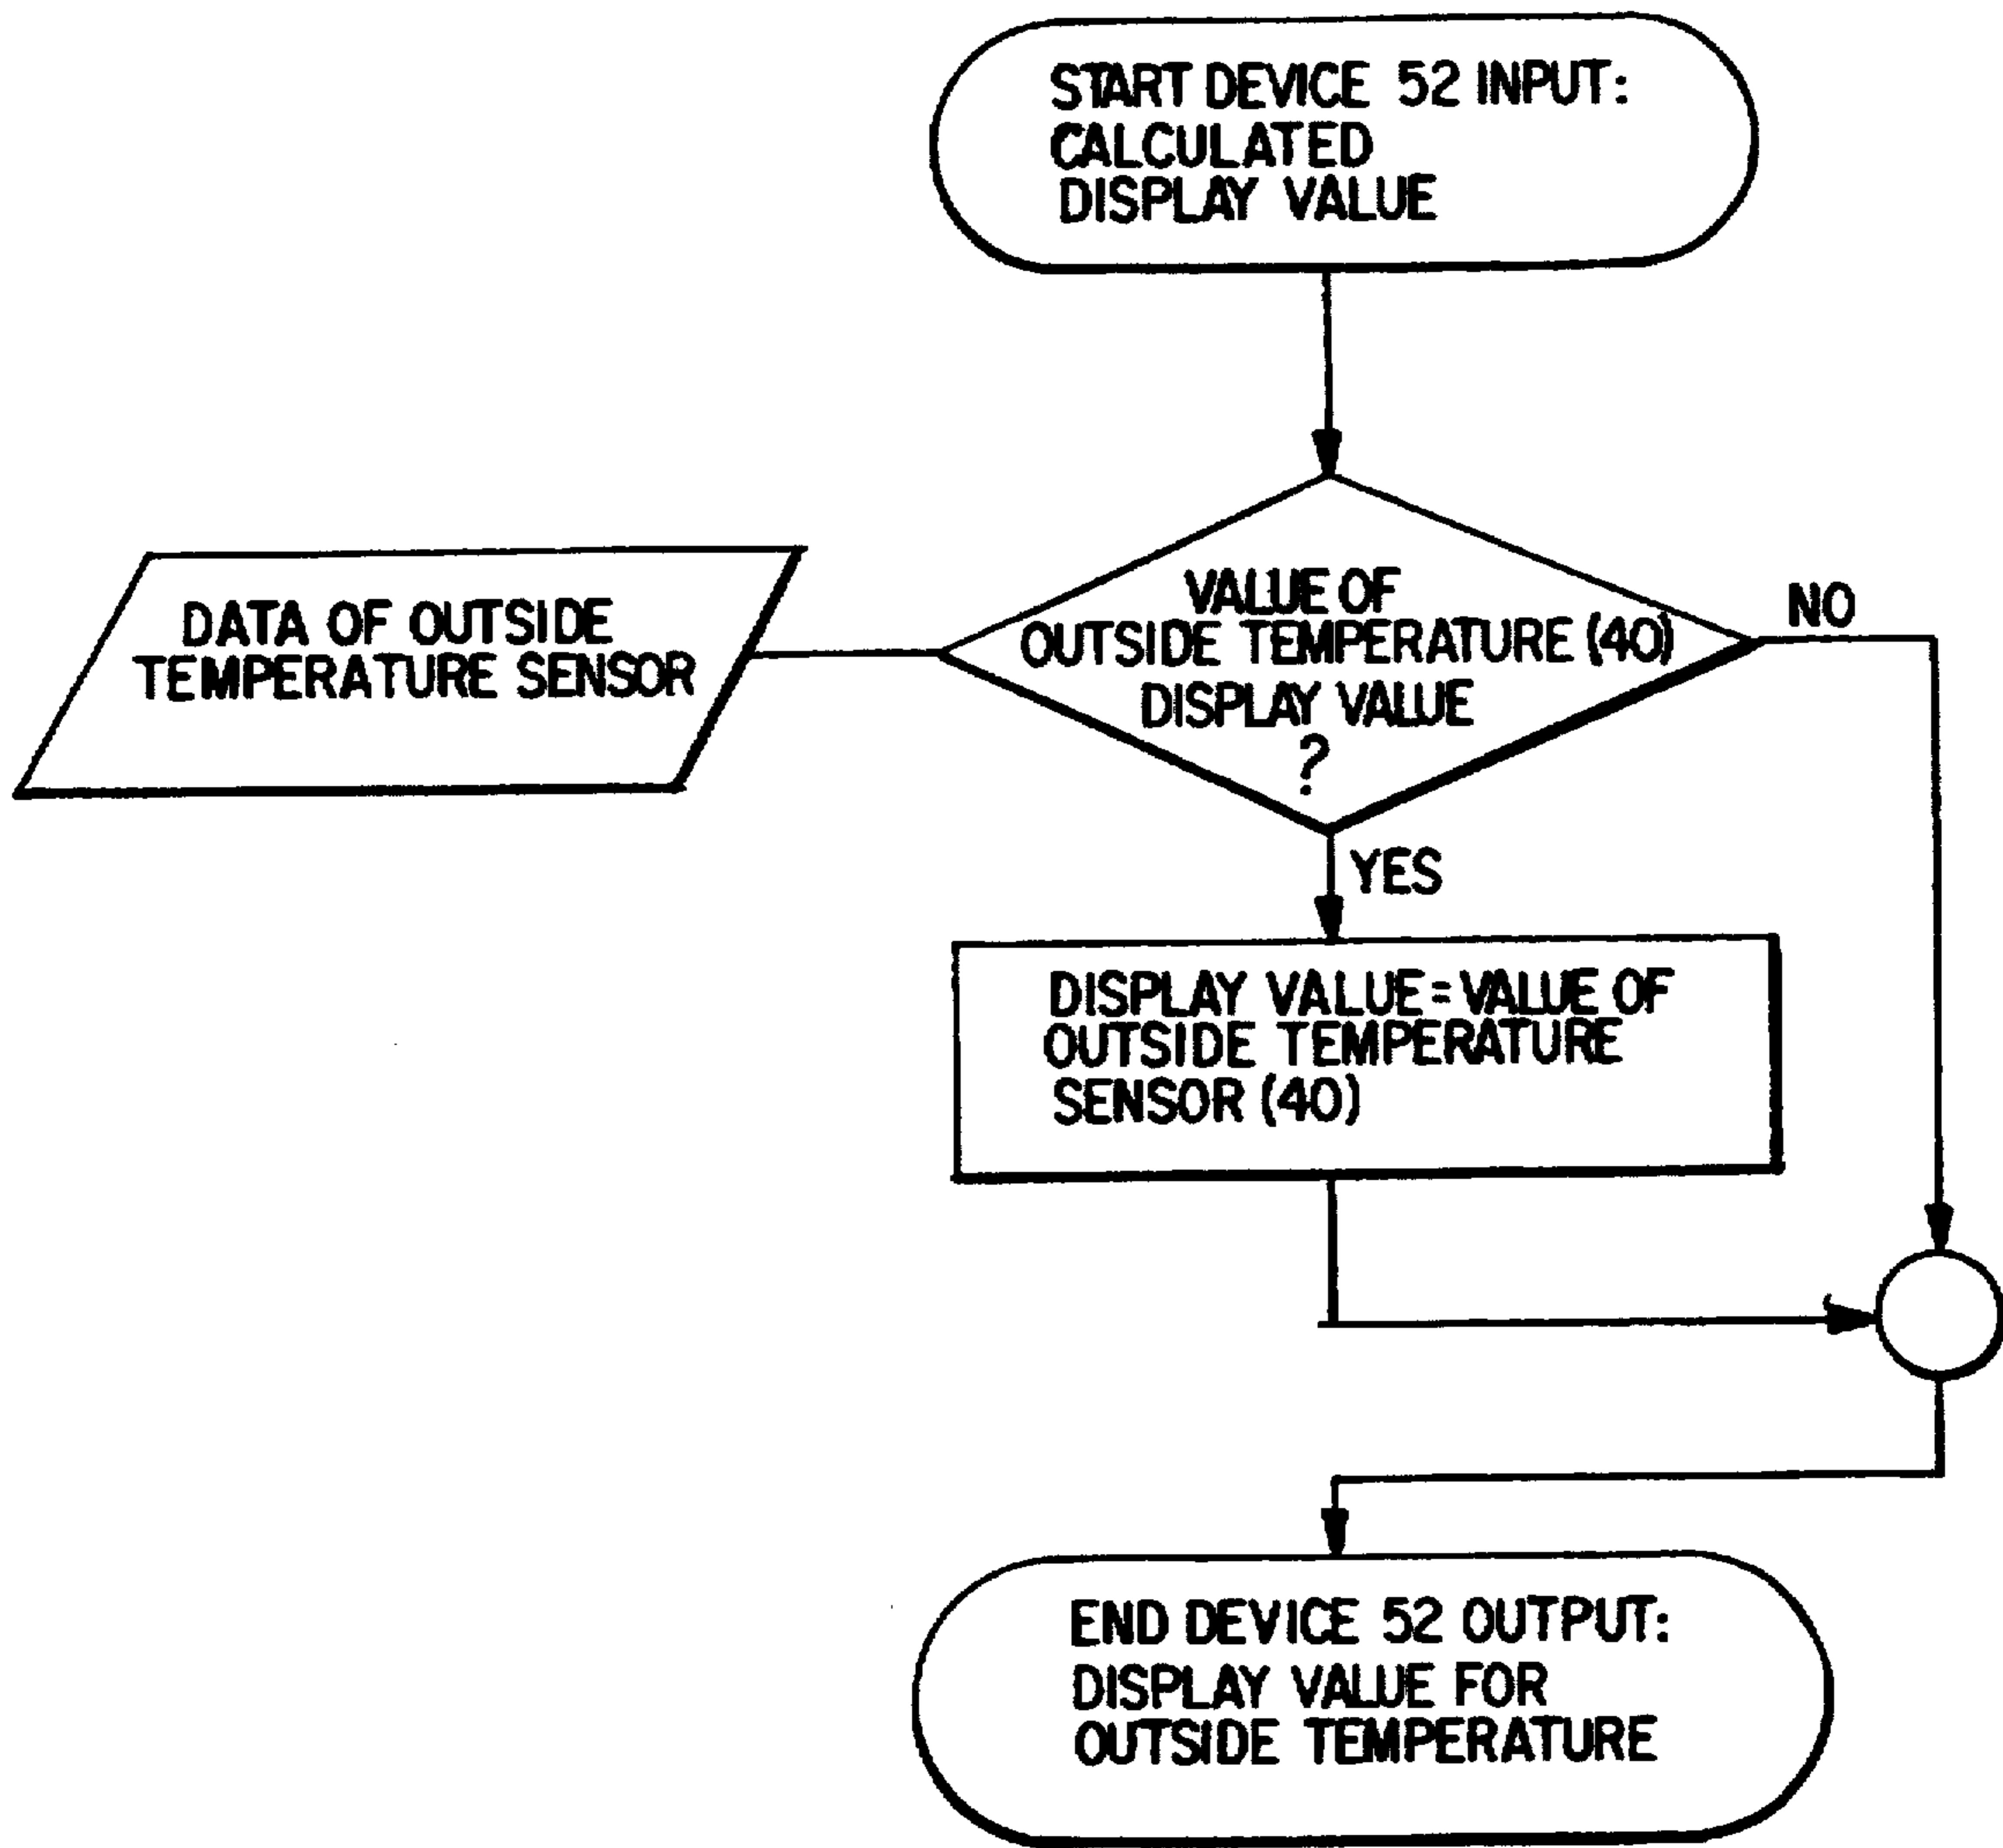 START DEVICE 52 INPUT:
CALCULATED
DISPLAY VALUE
DATA OF OUTSIDE
TEMPERATURE SENSOR
VALUE OF
OUTSIDE TEMPERATURE (40)
DISPLAY VALUE
?
NO
YES
DISPLAY VALUE = VALUE OF
OUTSIDE TEMPERATURE
SENSOR (40)
END DEVICE 52 OUTPUT:
DISPLAY VALUE FOR
OUTSIDE TEMPERATURE